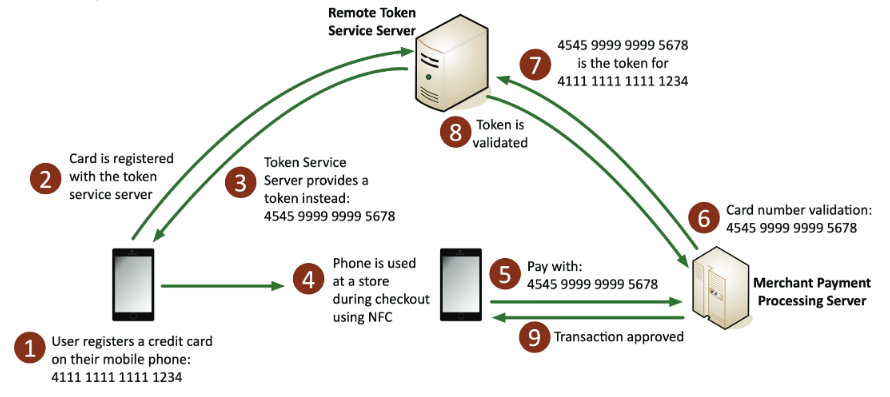 Remote Token
Service Server
1
User registers a credit card
on their mobile phone:
4111 1111 1111 1234
2
Card is registered
with the token
service server
3
Token Service
Server provides a
token instead:
4545 9999 9999 5678
4
Phone is used
at a store
during checkout
using NFC
5
Pay with:
4545 9999 9999 5678
6
Card number validation:
4545 9999 9999 5678
Merchant Payment
Processing Server
7
4545 9999 9999 5678
is the token for
4111 1111 1111 1234
8
Token is
validated
9
Transaction approved